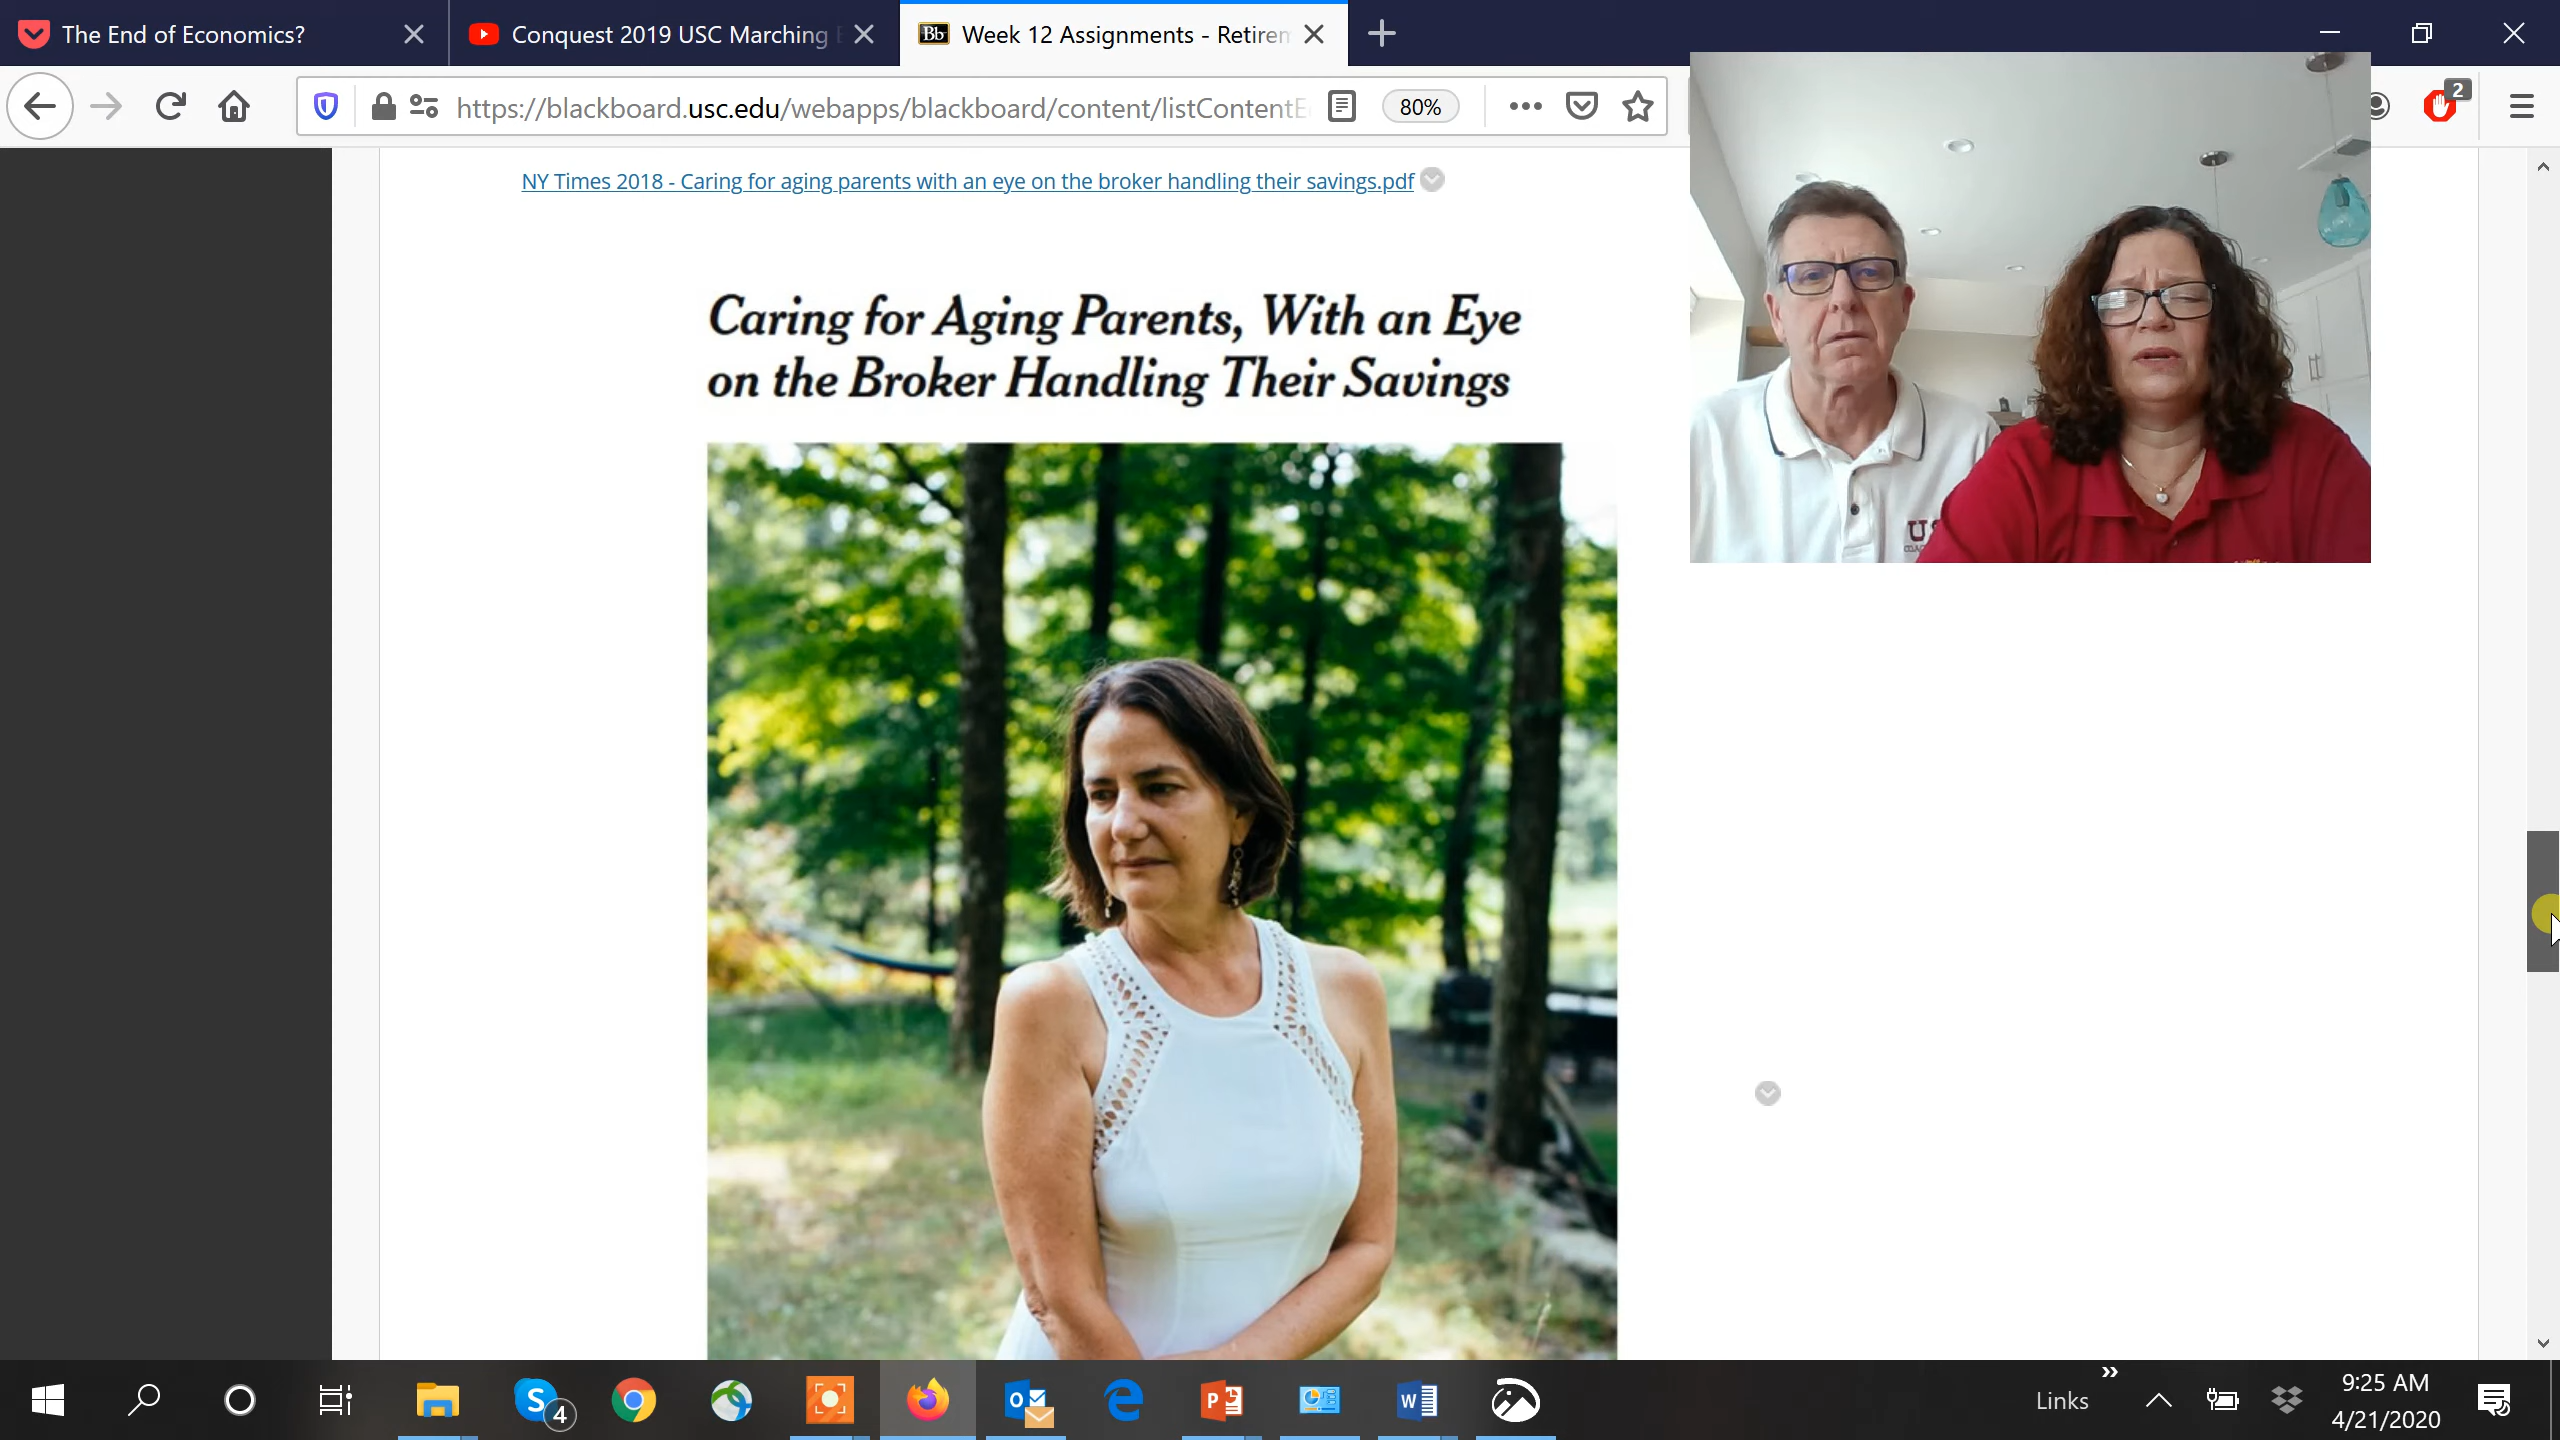 The End of Economics?
Conquest 2019 USC Marching
Week 12 Assignments - Retirem
https://blackboard.usc.edu/webapps/blackboard/content/listContentE
80%
2
NY Times 2018 - Caring for aging parents with an eye on the broker handling their savings.pdf
Caring for Aging Parents, With an Eye
on the Broker Handling Their Savings
Bb
4
Links
9:25 AM
4/21/2020